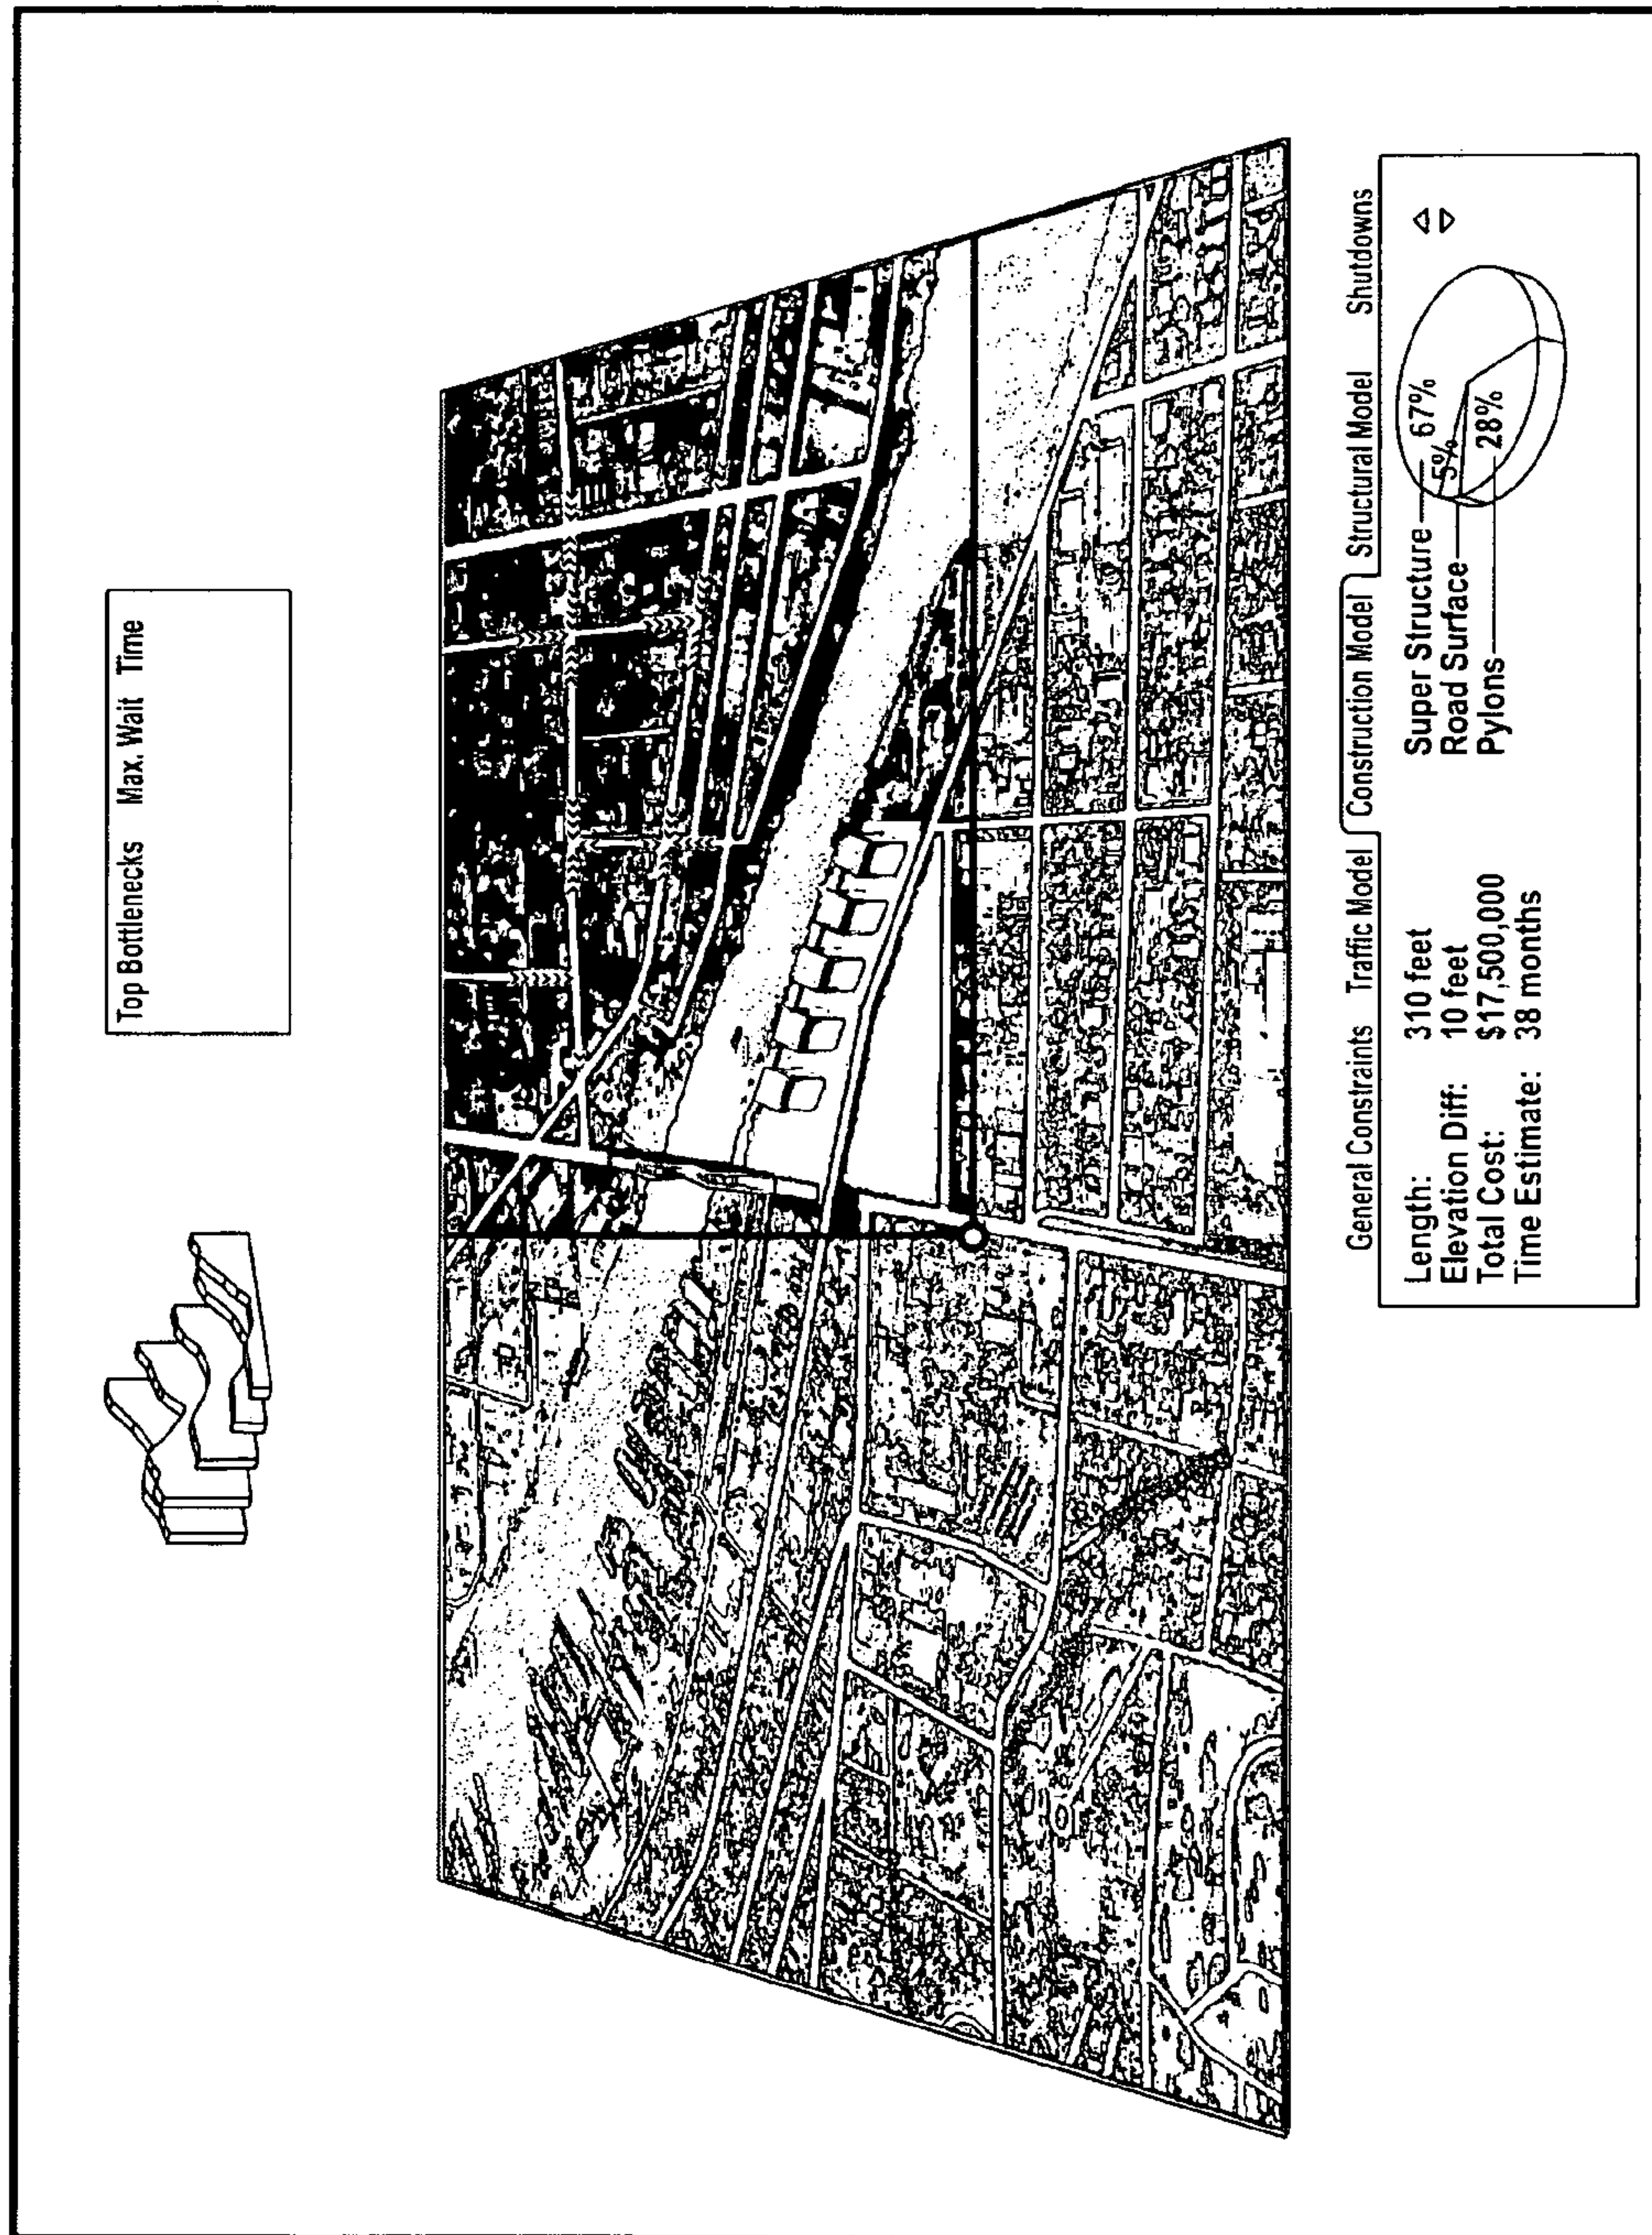 Top Bottlenecks Max. Wait Time
General Constraints Traffic Model Construction Model Structural Model Shutdowns
Length: 310 feet
Elevation Diff: 10 feet
Total Cost: $17,500,000
Time Estimate: 38 months
Super Structure 67%
Road Surface 5%
Pylons 28%